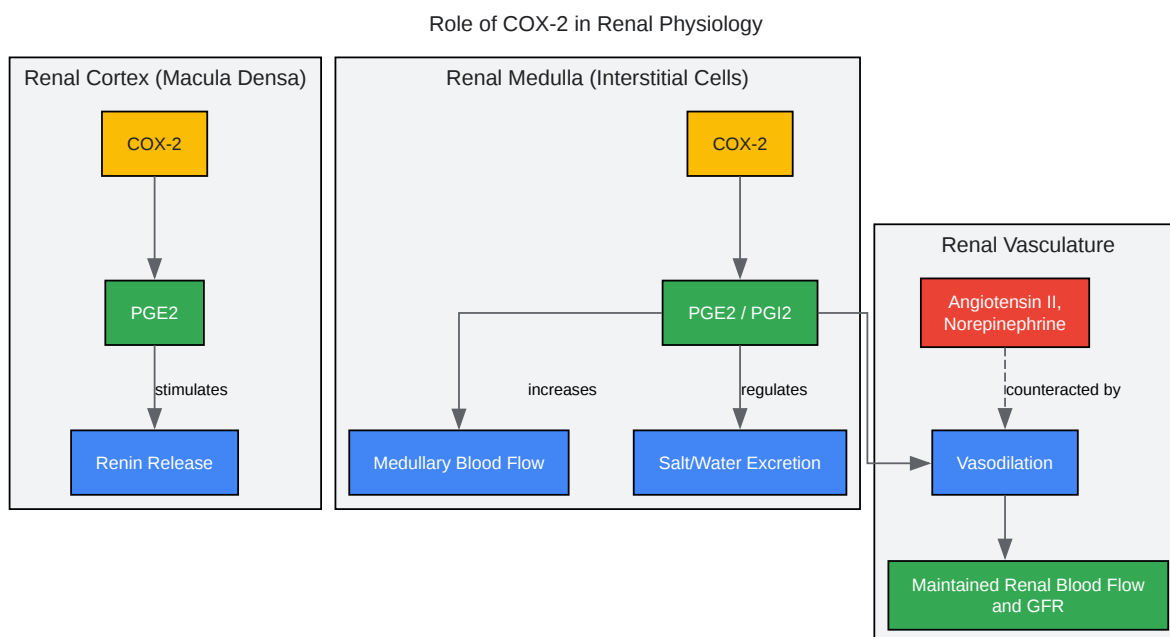 Role of COX-2 in Renal Physiology
Renal Cortex (Macula Densa)
COX-2
PGE2
stimulates
Renin Release
Renal Medulla (Interstitial Cells)
COX-2
PGE2 / PGI2
increases
regulates
Medullary Blood Flow
Salt/Water Excretion
Renal Vasculature
Angiotensin II,
Norepinephrine
counteracted by
Vasodilation
Maintained Renal Blood Flow
and GFR